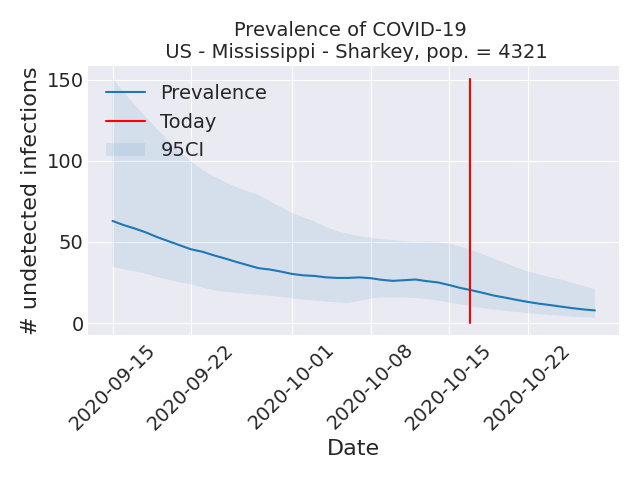 Prevalence of COVID-19
US - Mississippi - Sharkey, pop. = 4321
# undetected infections
150
100
50
0
Prevalence
Today
95CI
2020-09-15
2020-09-22
2020-10-01
2020-10-08
2020-10-15
2020-10-22
Date